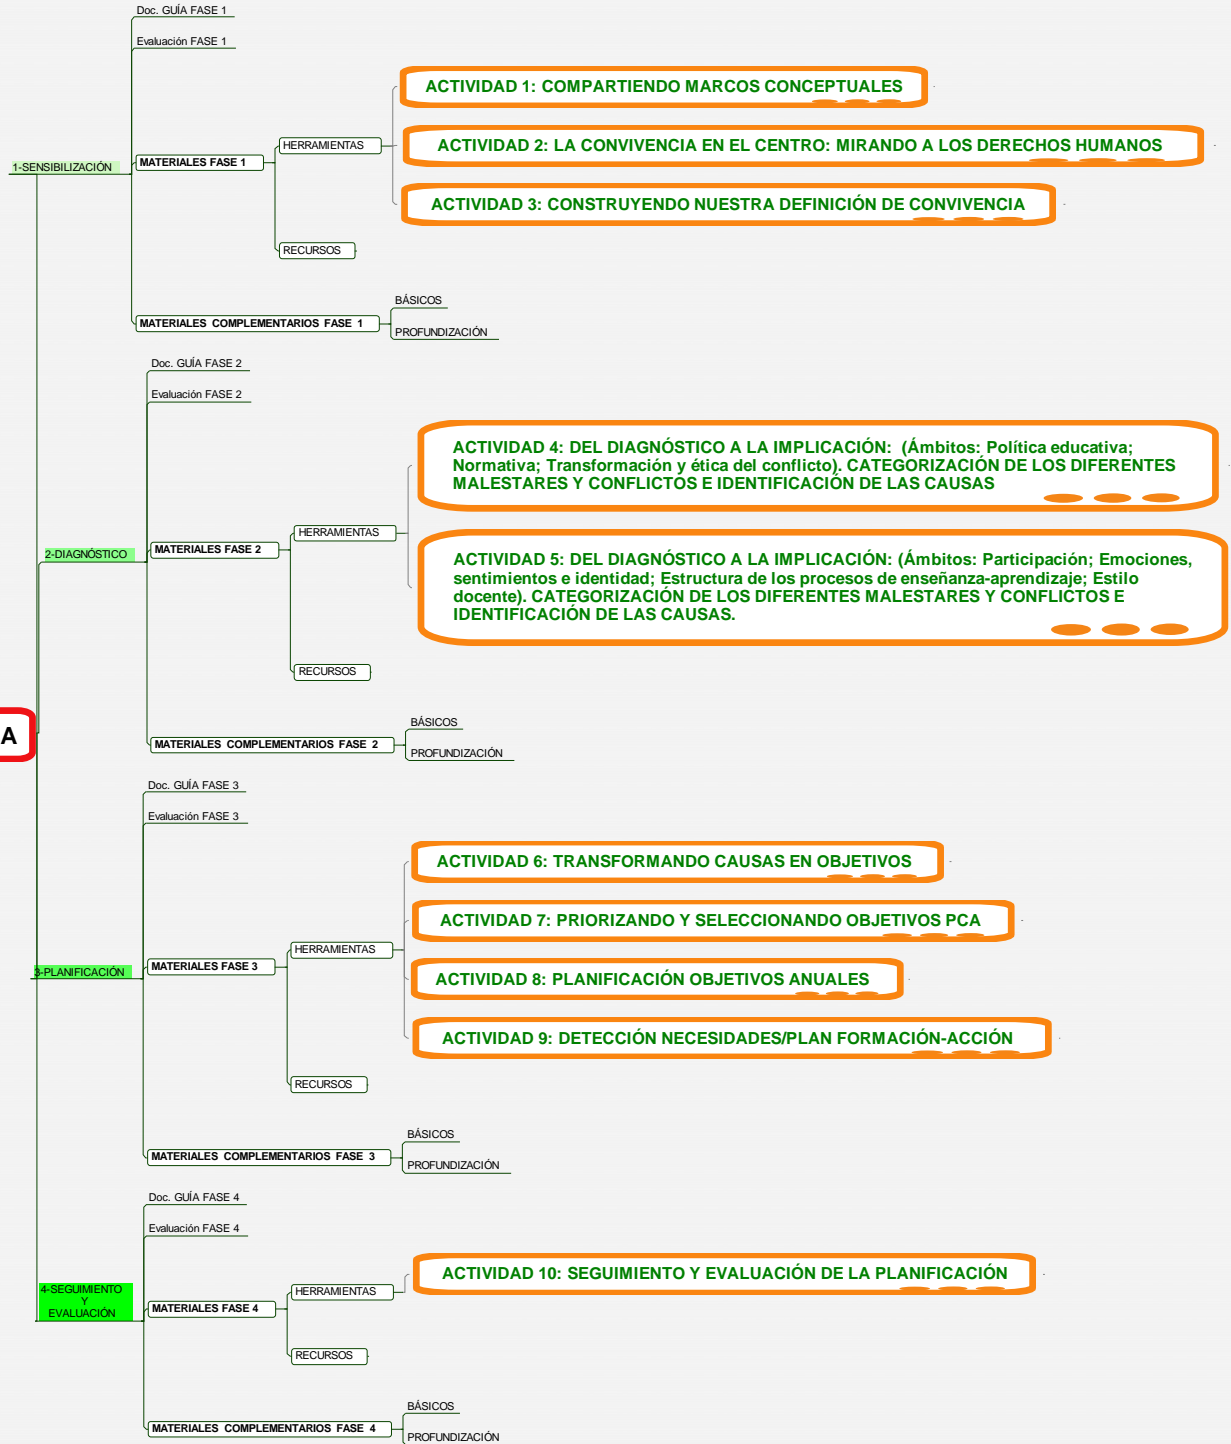 Doc. GUÍA FASE 1
Evaluación FASE 1
ACTIVIDAD 1: COMPARTIENDO MARCOS CONCEPTUALES
HERRAMIENTAS
ACTIVIDAD 2: LA CONVIVENCIA EN EL CENTRO: MIRANDO A LOS DERECHOS HUMANOS
1-SENSIBILIZACIÓN
MATERIALES FASE 1
ACTIVIDAD 3: CONSTRUYENDO NUESTRA DEFINICIÓN DE CONVIVENCIA
RECURSOS
BÁSICOS
MATERIALES COMPLEMENTARIOS FASE 1
PROFUNDIZACIÓN
Doc. GUÍA FASE 2
Evaluación FASE 2
ACTIVIDAD 4: DEL DIAGNÓSTICO A LA IMPLICACIÓN: (Ámbitos: Política educativa;
Normativa; Transformación y ética del conflicto). CATEGORIZACIÓN DE LOS DIFERENTES
MALESTARES Y CONFLICTOS E IDENTIFICACIÓN DE LAS CAUSAS
HERRAMIENTAS
2-DIAGNÓSTICO
MATERIALES FASE 2
ACTIVIDAD 5: DEL DIAGNÓSTICO A LA IMPLICACIÓN: (Ámbitos: Participación; Emociones,
sentimientos e identidad; Estructura de los procesos de enseñanza-aprendizaje; Estilo
docente). CATEGORIZACIÓN DE LOS DIFERENTES MALESTARES Y CONFLICTOS E
IDENTIFICACIÓN DE LAS CAUSAS.
RECURSOS
BÁSICOS
MATERIALES COMPLEMENTARIOS FASE 2
PROFUNDIZACIÓN
A
Doc. GUÍA FASE 3
Evaluación FASE 3
ACTIVIDAD 6: TRANSFORMANDO CAUSAS EN OBJETIVOS
ACTIVIDAD 7: PRIORIZANDO Y SELECCIONANDO OBJETIVOS PCA
HERRAMIENTAS
3-PLANIFICACIÓN
MATERIALES FASE 3
ACTIVIDAD 8: PLANIFICACIÓN OBJETIVOS ANUALES
ACTIVIDAD 9: DETECCIÓN NECESIDADES/PLAN FORMACIÓN-ACCIÓN
RECURSOS
BÁSICOS
MATERIALES COMPLEMENTARIOS FASE 3
PROFUNDIZACIÓN
Doc. GUÍA FASE 4
Evaluación FASE 4
ACTIVIDAD 10: SEGUIMIENTO Y EVALUACIÓN DE LA PLANIFICACIÓN
HERRAMIENTAS
4-SEGUIMIENTO
Y
EVALUACIÓN
MATERIALES FASE 4
RECURSOS
BÁSICOS
MATERIALES COMPLEMENTARIOS FASE 4
PROFUNDIZACIÓN